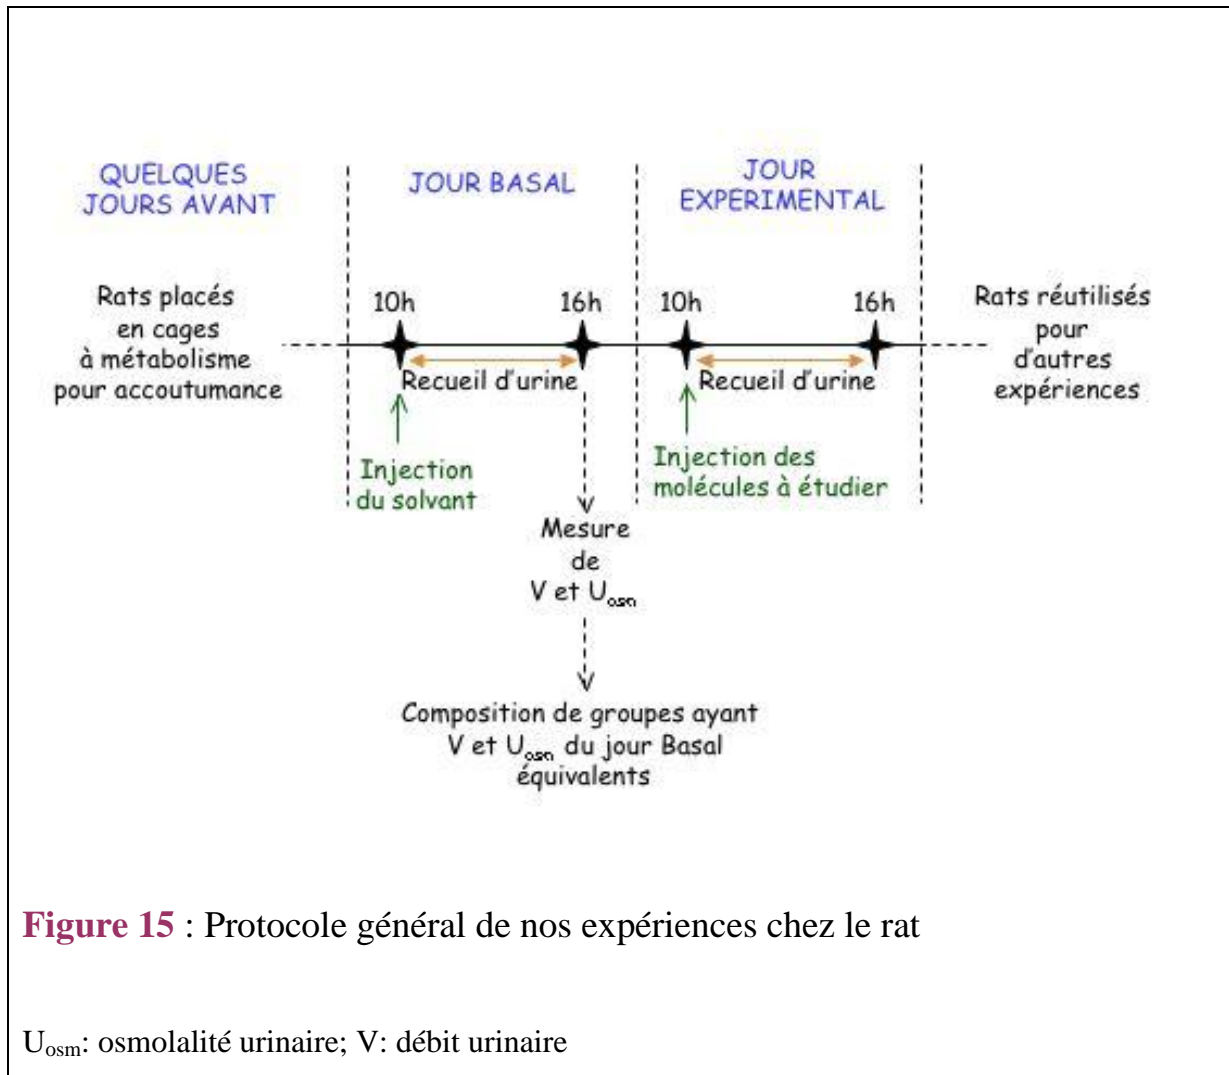 QUELQUES
JOURS AVANT
JOUR BASAL
JOUR
EXPERIMENTAL
Rats placés
en cages
à métabolisme
pour accoutumance
10h
16h
10h
16h
Rats réutilisés
pour
d'autres
expériences
Recueil d'urine
Recueil d'urine
Injection
du solvant
Injection des
molécules à étudier
Mesure
de
V et Uosm
Composition de groupes ayant
V et Uosm du jour Basal
équivalents
Figure 15 : Protocole général de nos expériences chez le rat
Uosm: osmolalité urinaire; V: débit urinaire